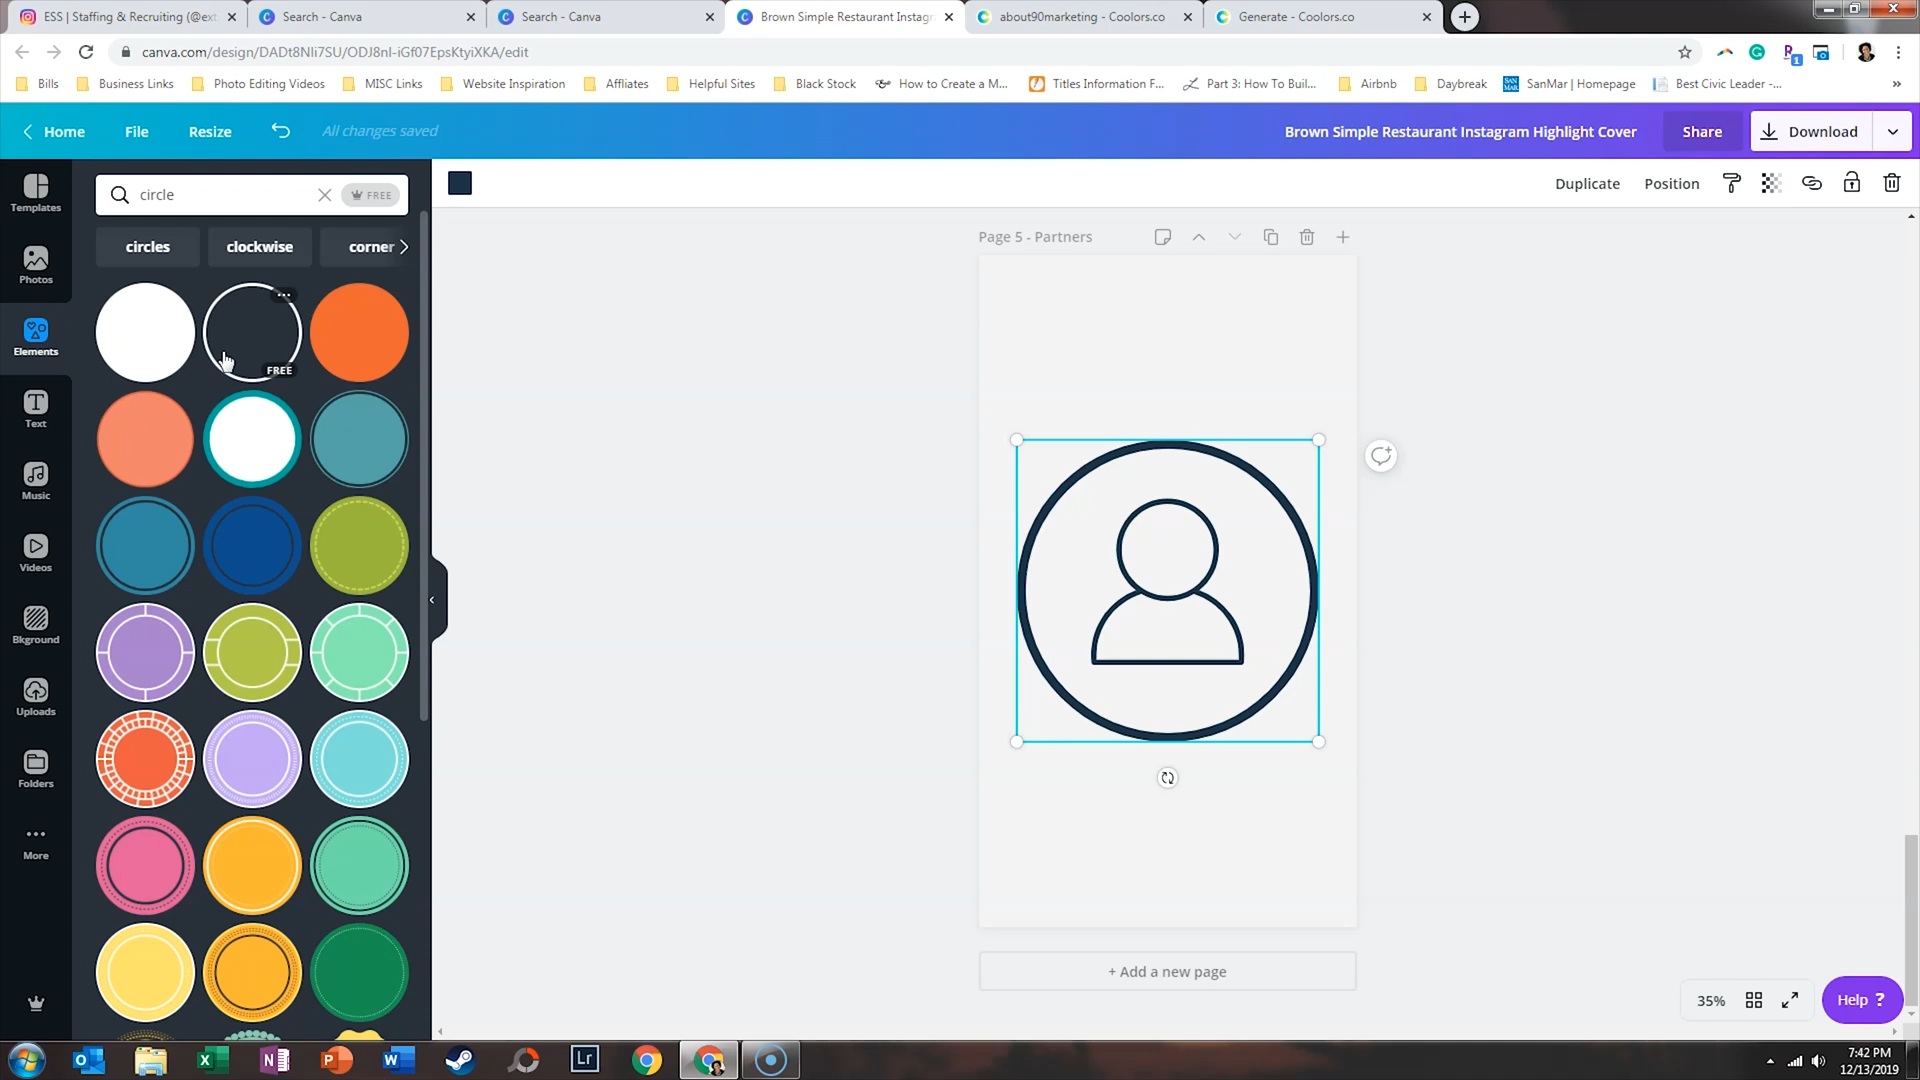 ESS | Staffing & Recruiting (@ext
Search - Canva
Search - Canva
Brown Simple Restaurant Instagr
about90marketing - Coolors.co
Generate - Coolors.co
canva.com/design/DADt8NIi7SU/ODJ8nI-iGf07EpsKtyiXKA/edit
Bills
Business Links
Photo Editing Videos
MISC Links
Website Inspiration
Affliates
Helpful Sites
Black Stock
How to Create a M...
Titles Information F...
Part 3: How To Buil...
Airbnb
Daybreak
SanMar | Homepage
Best Civic Leader -...
Home
File
Resize
All changes saved
Brown Simple Restaurant Instagram Highlight Cover
Share
Download
Templates
Photos
Elements
Text
Music
Videos
Bkground
Uploads
Folders
More
circle
FREE
circles
clockwise
corner
FREE
Duplicate
Position
Page 5 - Partners
+ Add a new page
35%
Help ?
Lr
7:42 PM
12/13/2019